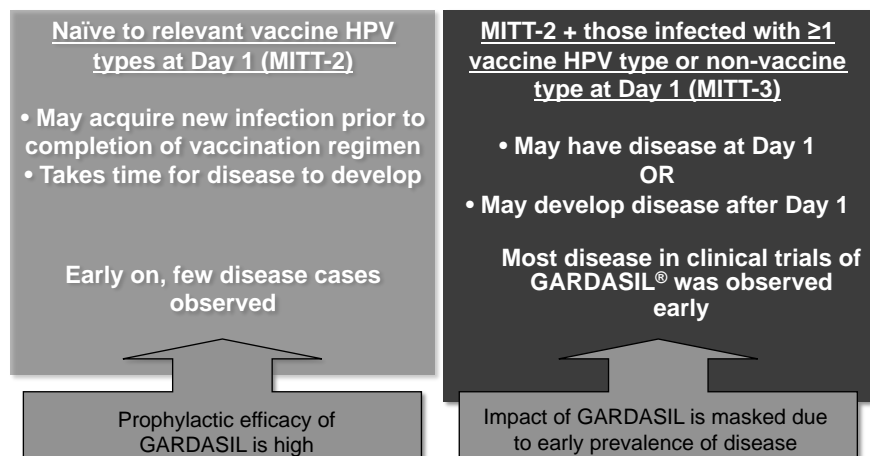 Naïve to relevant vaccine HPV
types at Day 1 (MITT-2)
• May acquire new infection prior to
completion of vaccination regimen
• Takes time for disease to develop
Early on, few disease cases
observed
Prophylactic efficacy of
GARDASIL is high
MITT-2 + those infected with ≥1
vaccine HPV type or non-vaccine
type at Day 1 (MITT-3)
• May have disease at Day 1
OR
• May develop disease after Day 1
Most disease in clinical trials of
GARDASIL® was observed
early
Impact of GARDASIL is masked due
to early prevalence of disease